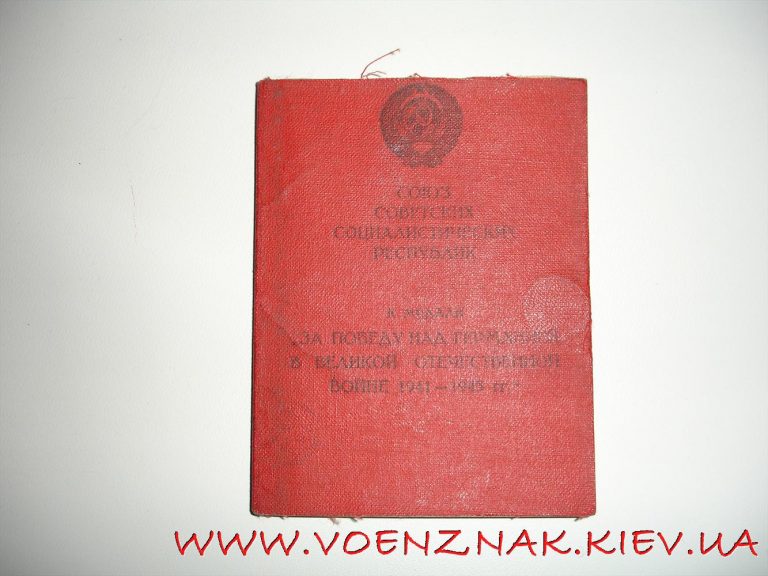 СОЮЗ
СОВЕТСКИХ
СОЦИАЛИСТИЧЕСКИХ
РЕСПУБЛИК
К МЕДАЛИ
„ЗА ПОБЕДУ НАД ГЕРМАНИЕЙ
В ВЕЛИКОЙ ОТЕЧЕСТВЕННОЙ
ВОЙНЕ 1941—1945 гг.“
WWW.VOENZNAK.KIEV.UA